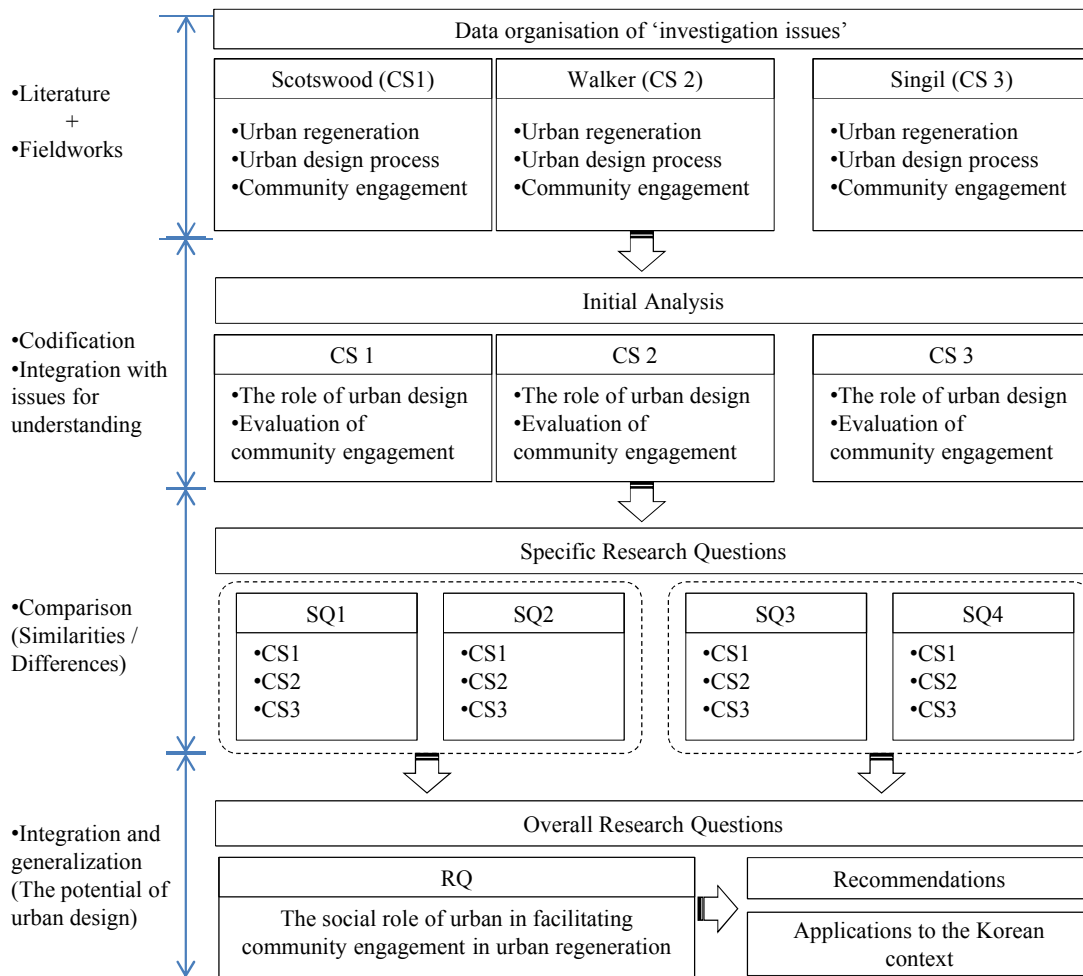 Data organisation of ‘investigation issues’
•Literature
+
•Fieldworks
Scotswood (CS1)
•Urban regeneration
•Urban design process
•Community engagement
Walker (CS 2)
•Urban regeneration
•Urban design process
•Community engagement
Singil (CS 3)
•Urban regeneration
•Urban design process
•Community engagement
Initial Analysis
•Codification
•Integration with
issues for
understanding
CS 1
•The role of urban design
•Evaluation of
community engagement
CS 2
•The role of urban design
•Evaluation of
community engagement
CS 3
•The role of urban design
•Evaluation of
community engagement
Specific Research Questions
•Comparison
(Similarities /
Differences)
SQ1
•CS1
•CS2
•CS3
SQ2
•CS1
•CS2
•CS3
SQ3
•CS1
•CS2
•CS3
SQ4
•CS1
•CS2
•CS3
Overall Research Questions
•Integration and
generalization
(The potential of
urban design)
RQ
The social role of urban in facilitating
community engagement in urban regeneration
Recommendations
Applications to the Korean
context